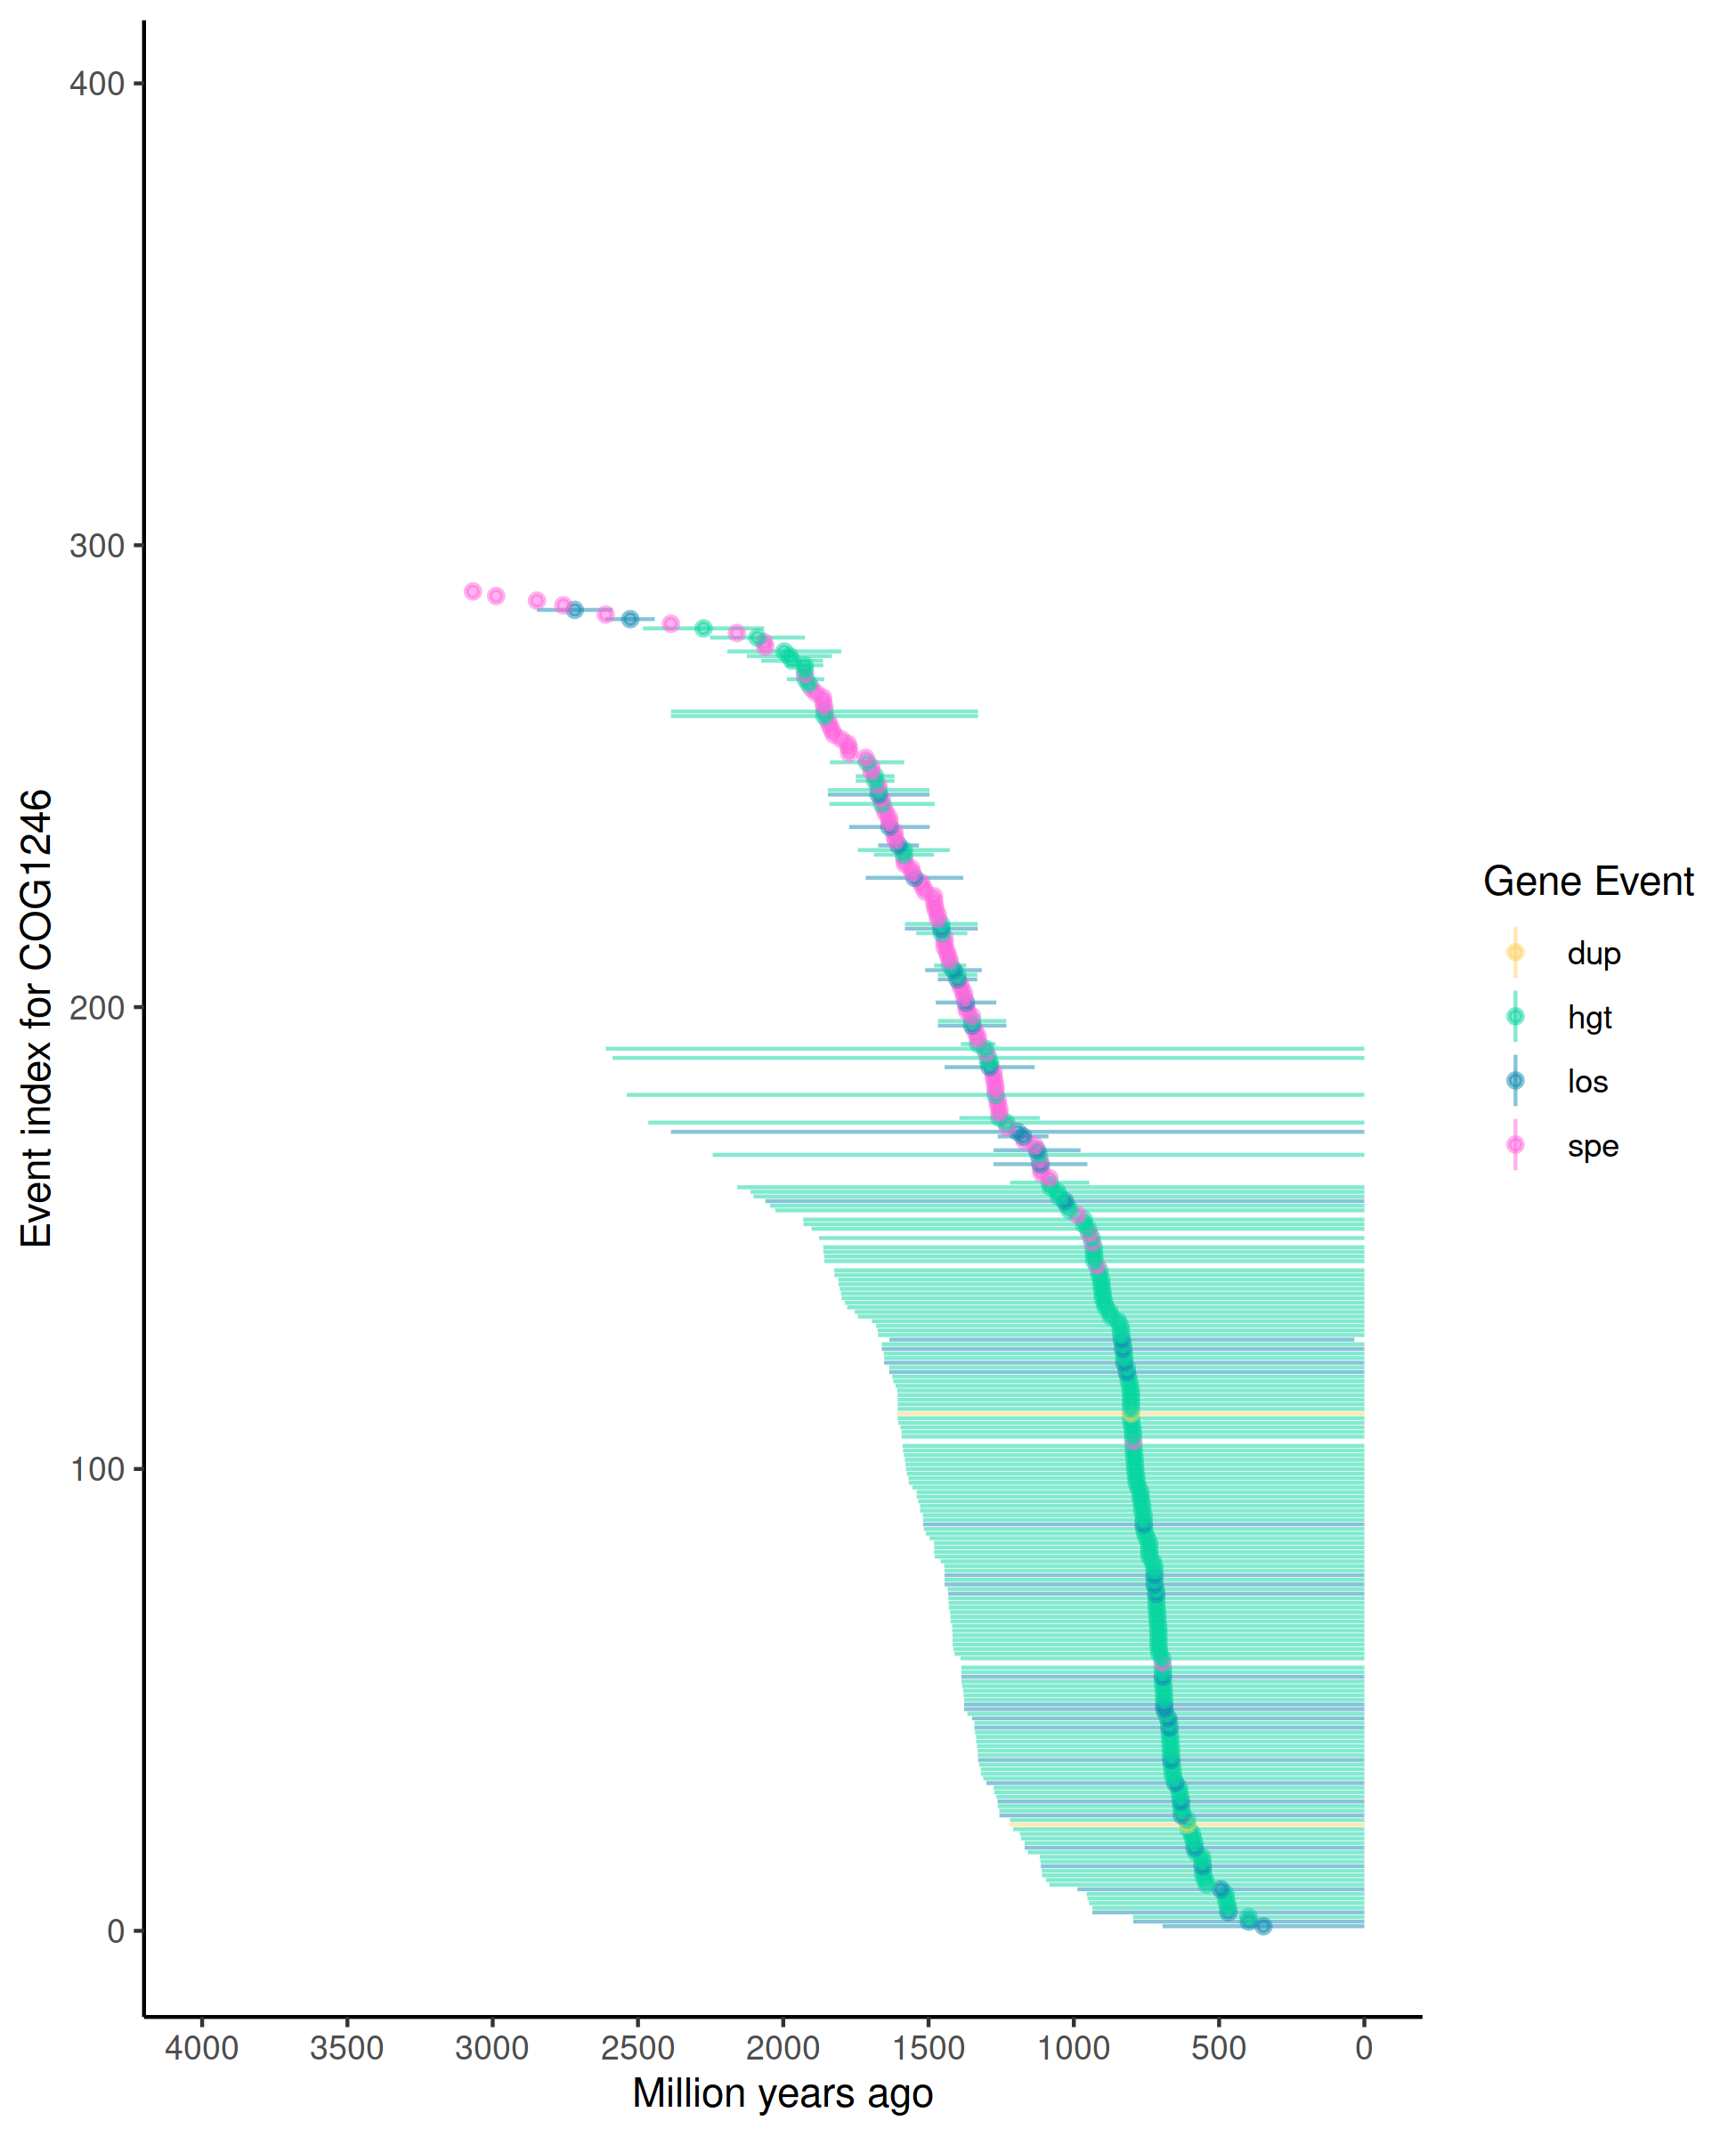 Event index for COG1246
400
300
200
100
0
4000 3500 3000 2500 2000 1500 1000 500 0
Million years ago
Gene Event
dup
hgt
los
spe